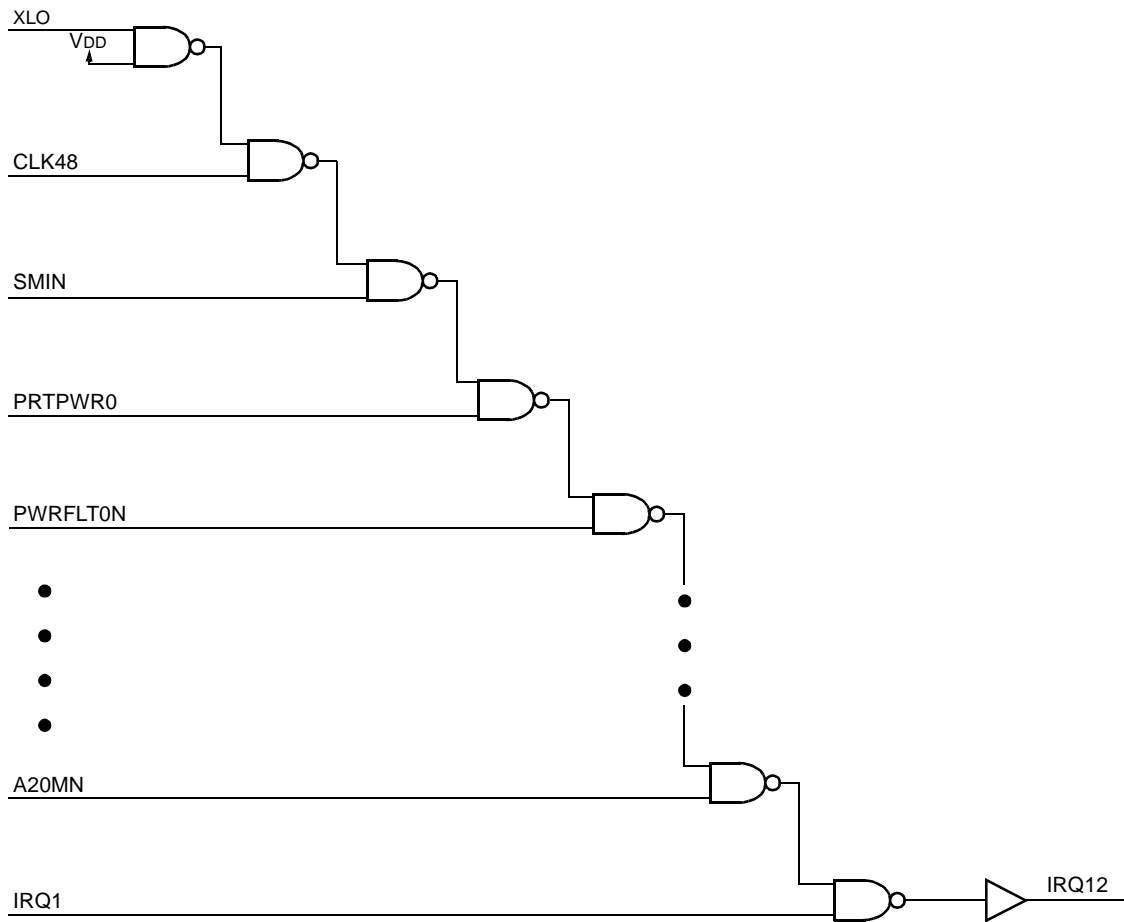 XLO
VDD
CLK48
SMIN
PRTPWR0
PWRFLT0N
A20MN
IRQ1
IRQ12